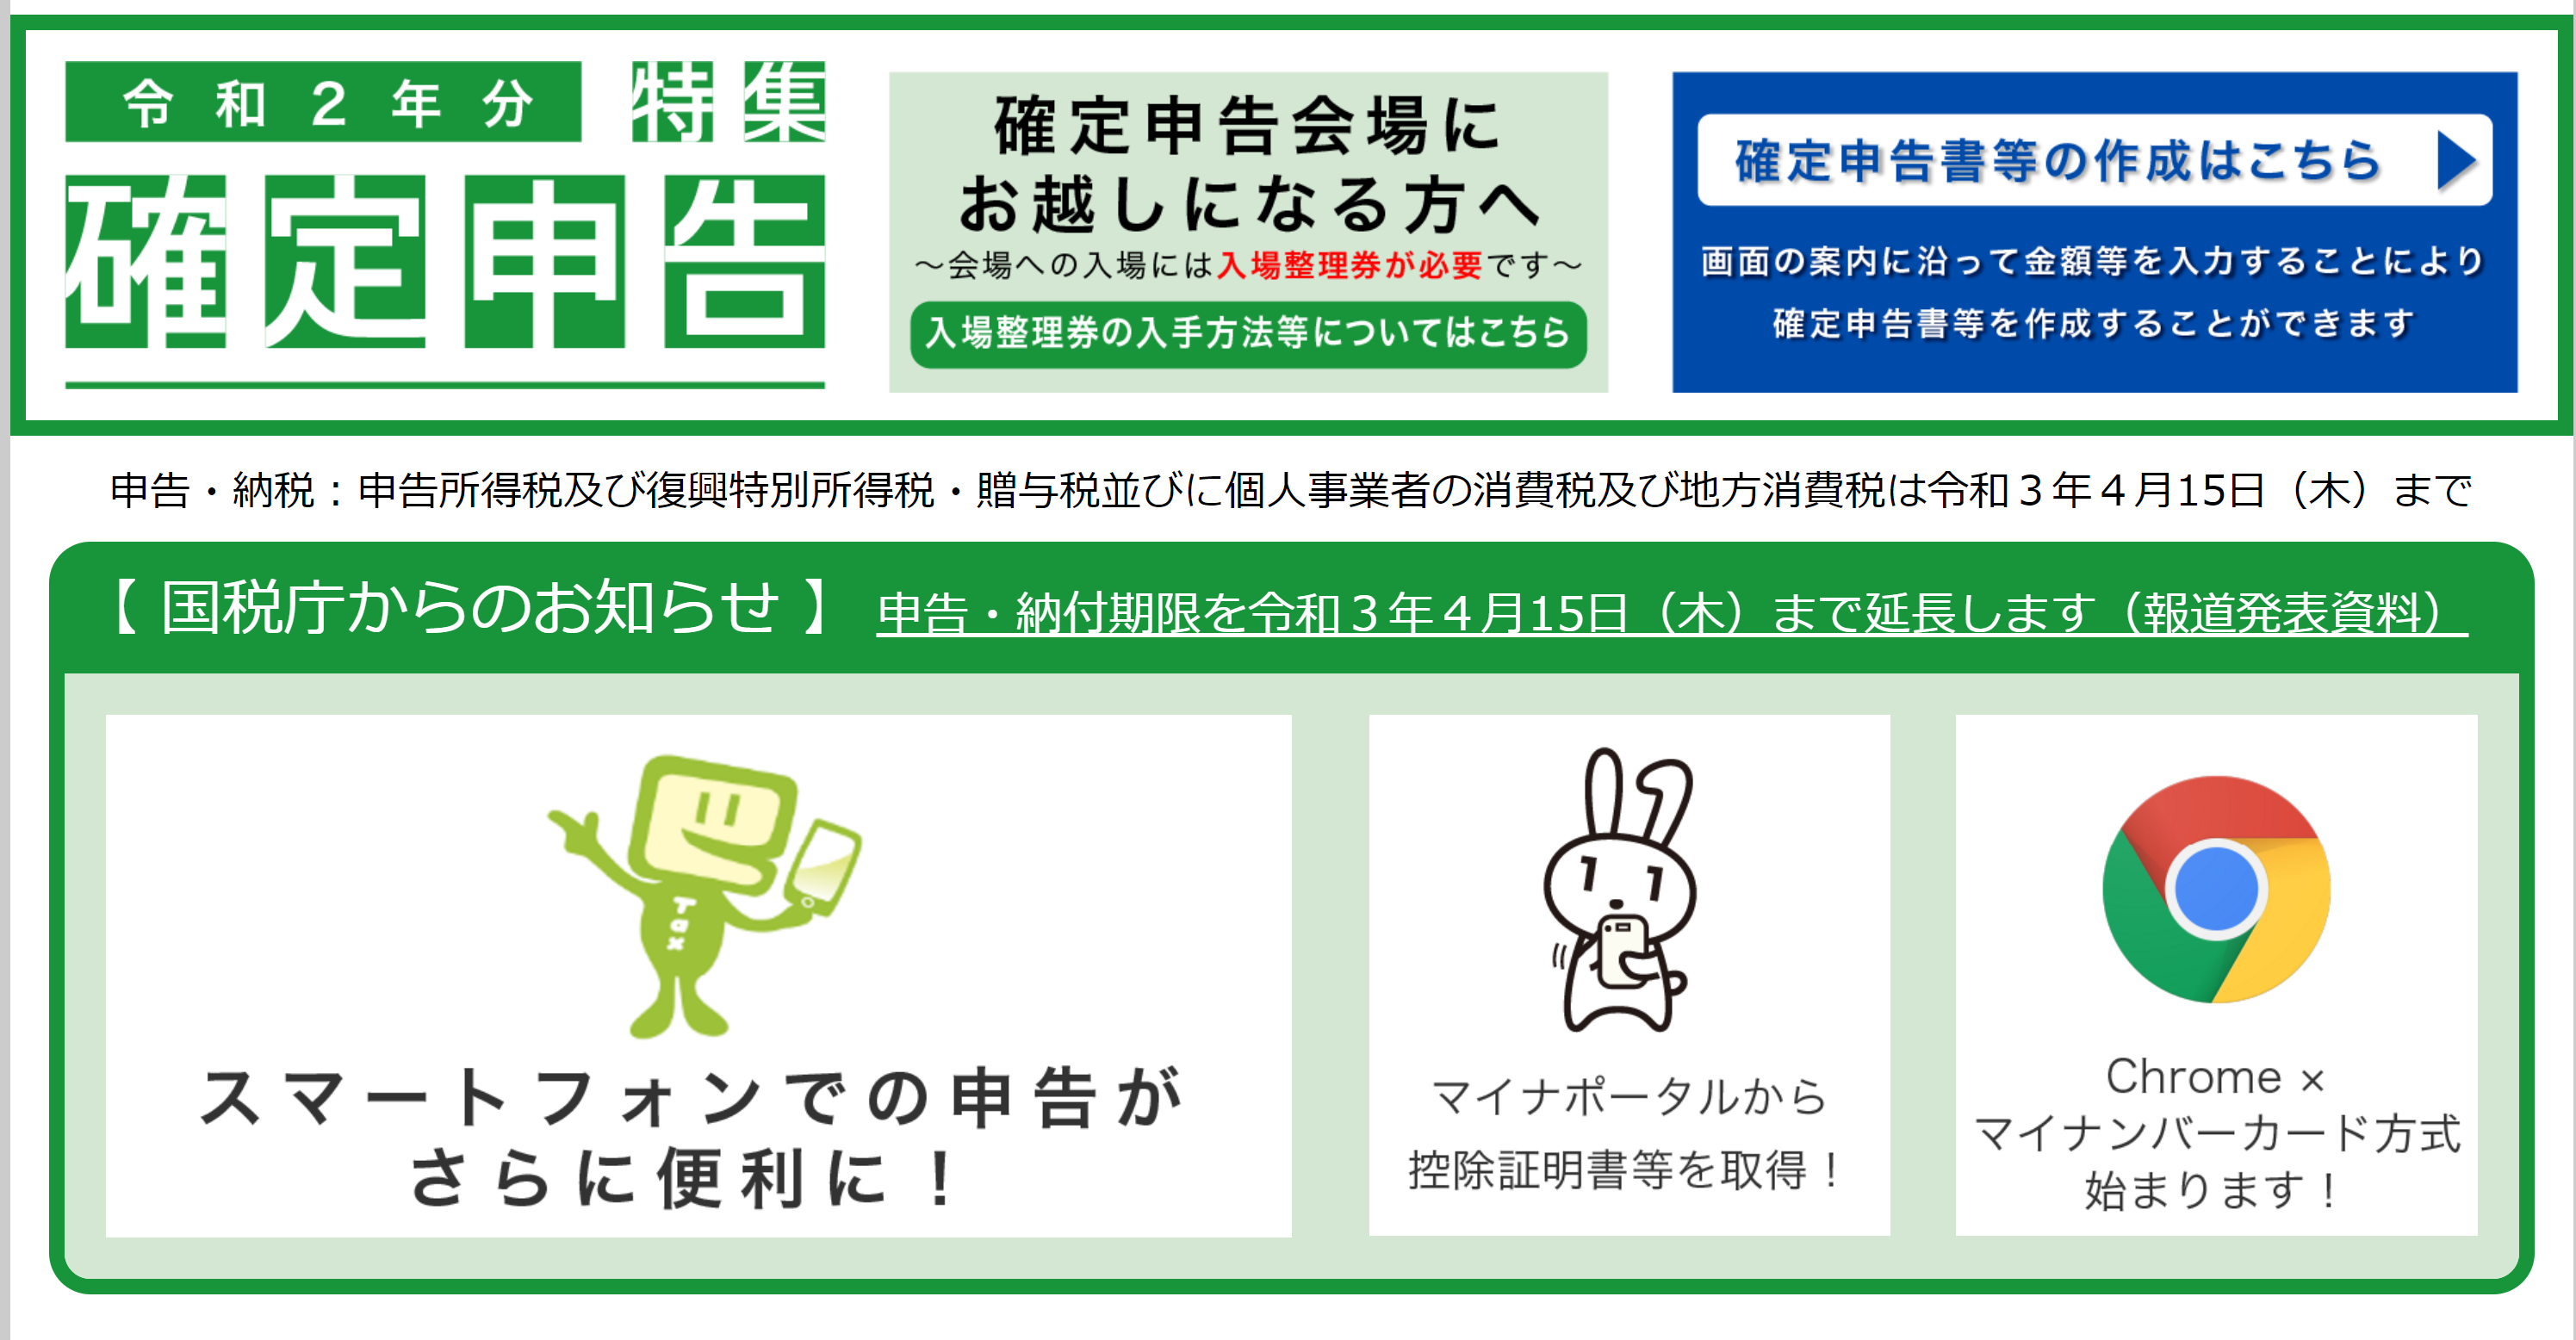 令和２年分 特集
確定申告
確定申告会場に
お越しになる方へ
～会場への入場には入場整理券が必要です～
入場整理券の入手方法等についてはこちら
確定申告書等の作成はこちら
画面の案内に沿って金額等を入力することにより
確定申告書等を作成することができます
申告・納税：申告所得税及び復興特別所得税・贈与税並びに個人事業者の消費税及び地方消費税は令和３年４月15日（木）まで
【 国税庁からのお知らせ 】 申告・納付期限を令和３年４月15日（木）まで延長します（報道発表資料）
Tax
スマートフォンでの申告が
さらに便利に！
マイナポータルから
控除証明書等を取得！
Chrome ×
マイナンバーカード方式
始まります！